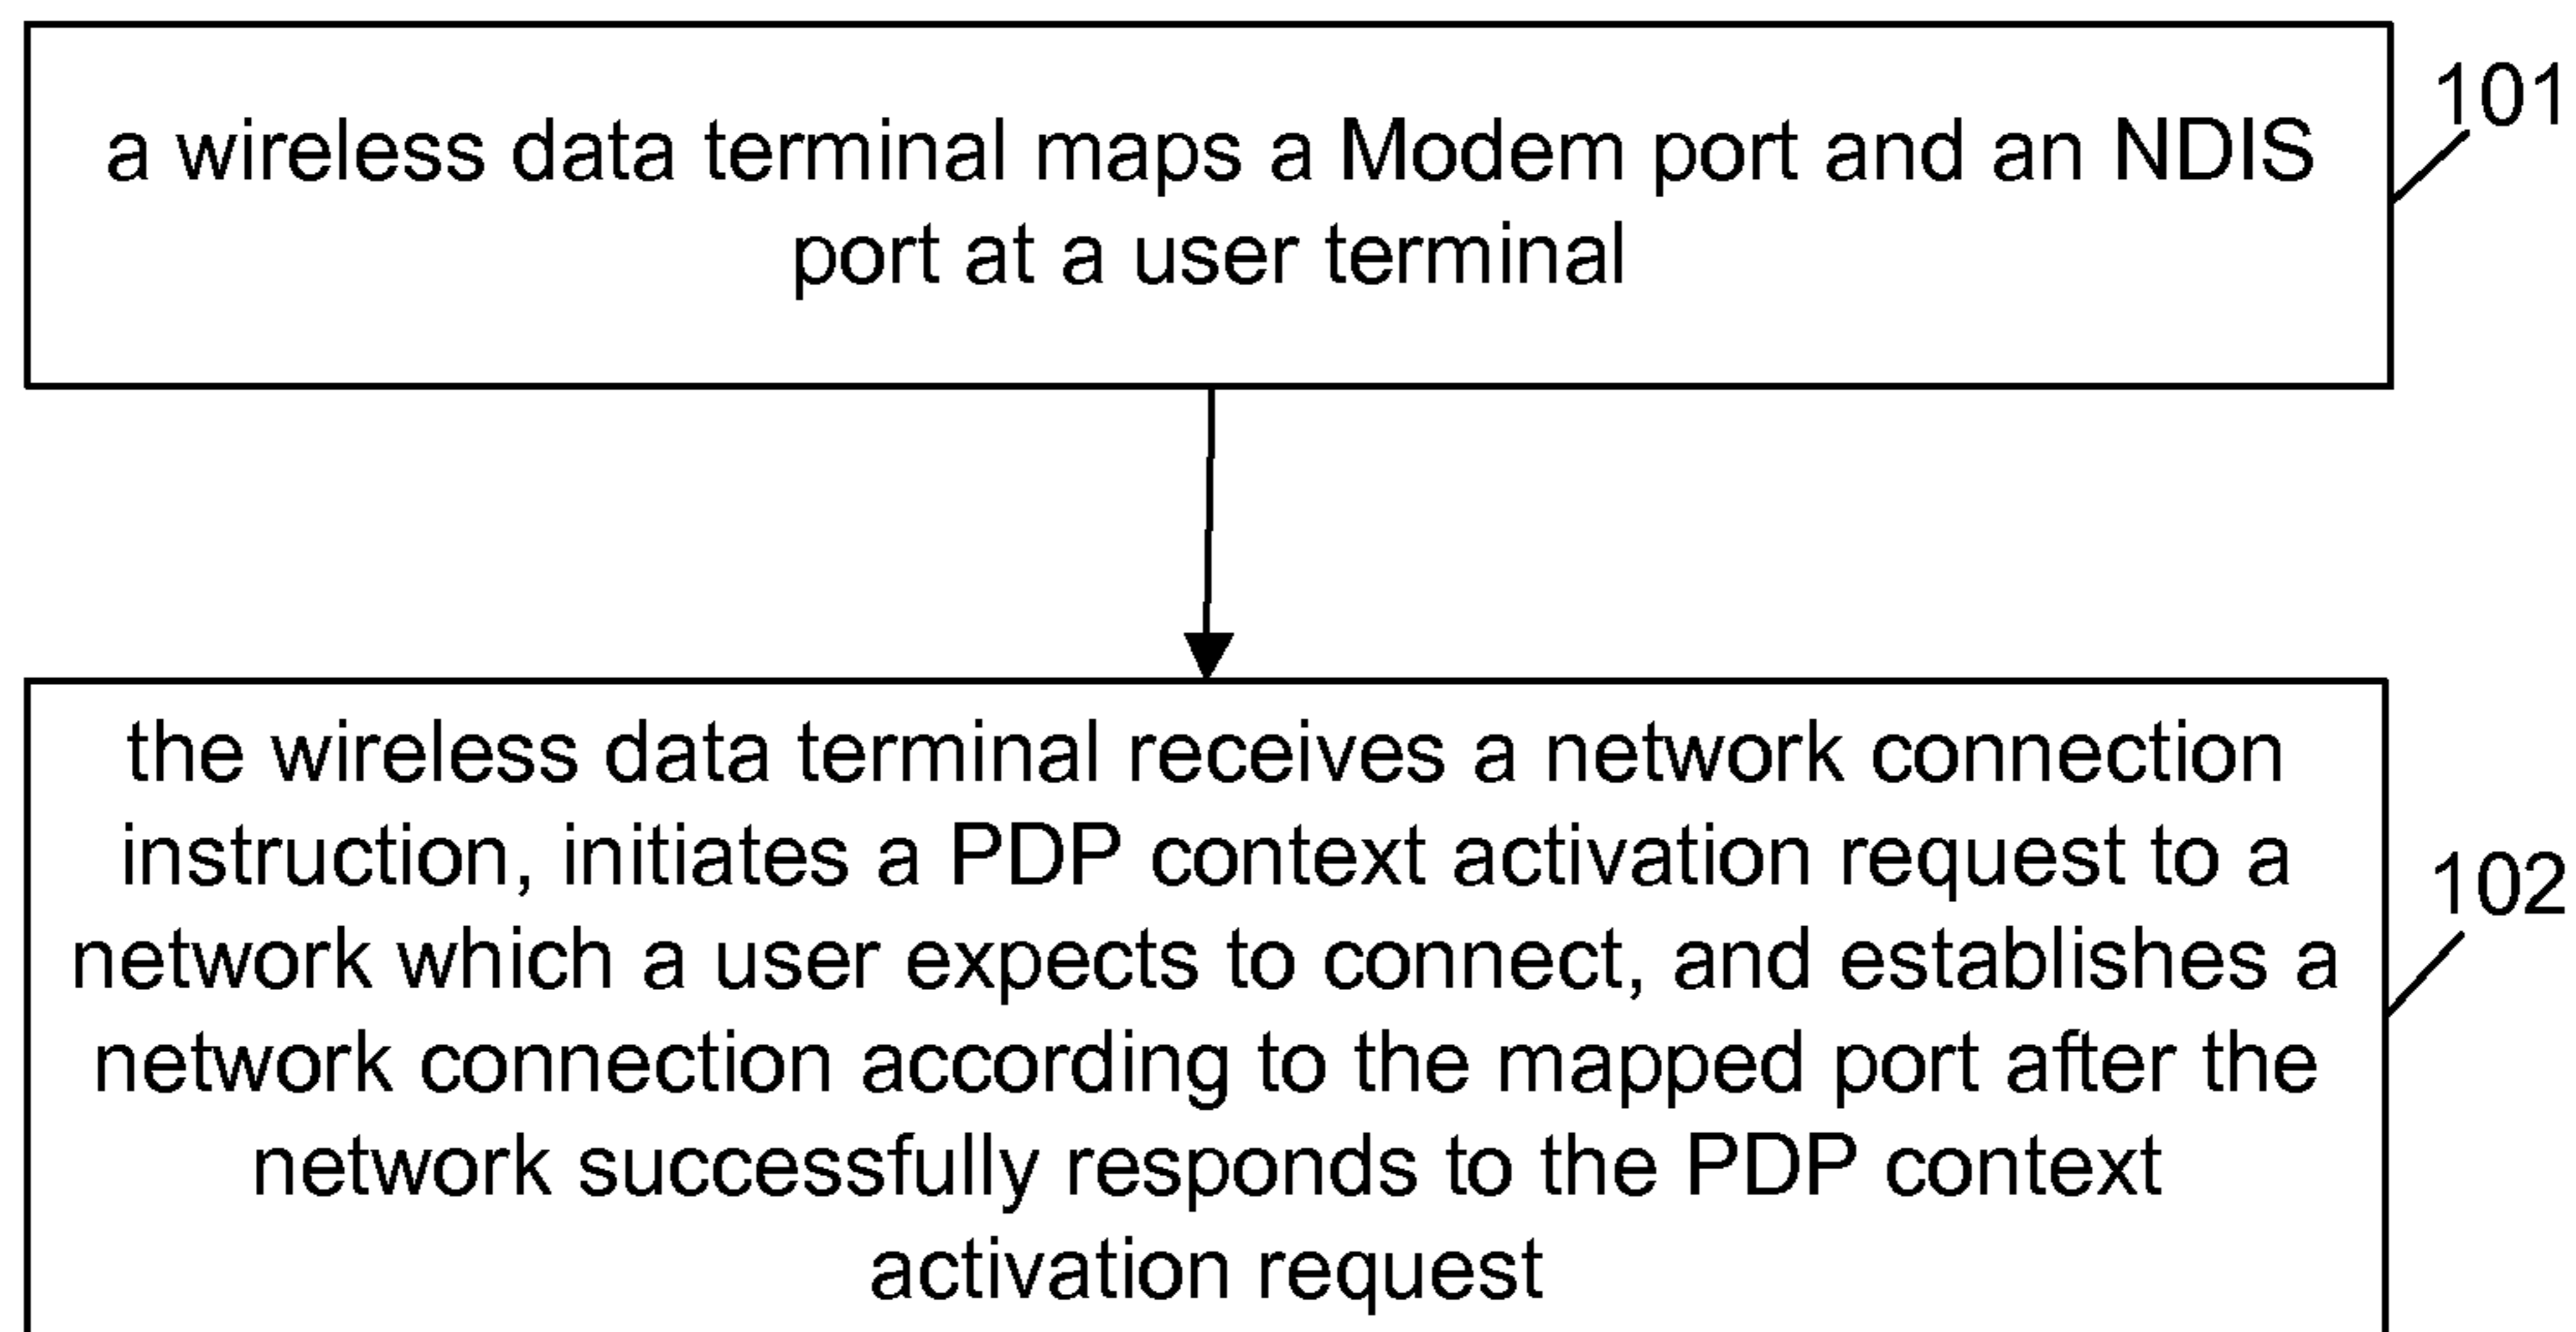 a wireless data terminal maps a Modem port and an NDIS
port at a user terminal
101
the wireless data terminal receives a network connection
instruction, initiates a PDP context activation request to a
network which a user expects to connect, and establishes a
network connection according to the mapped port after the
network successfully responds to the PDP context
activation request
102